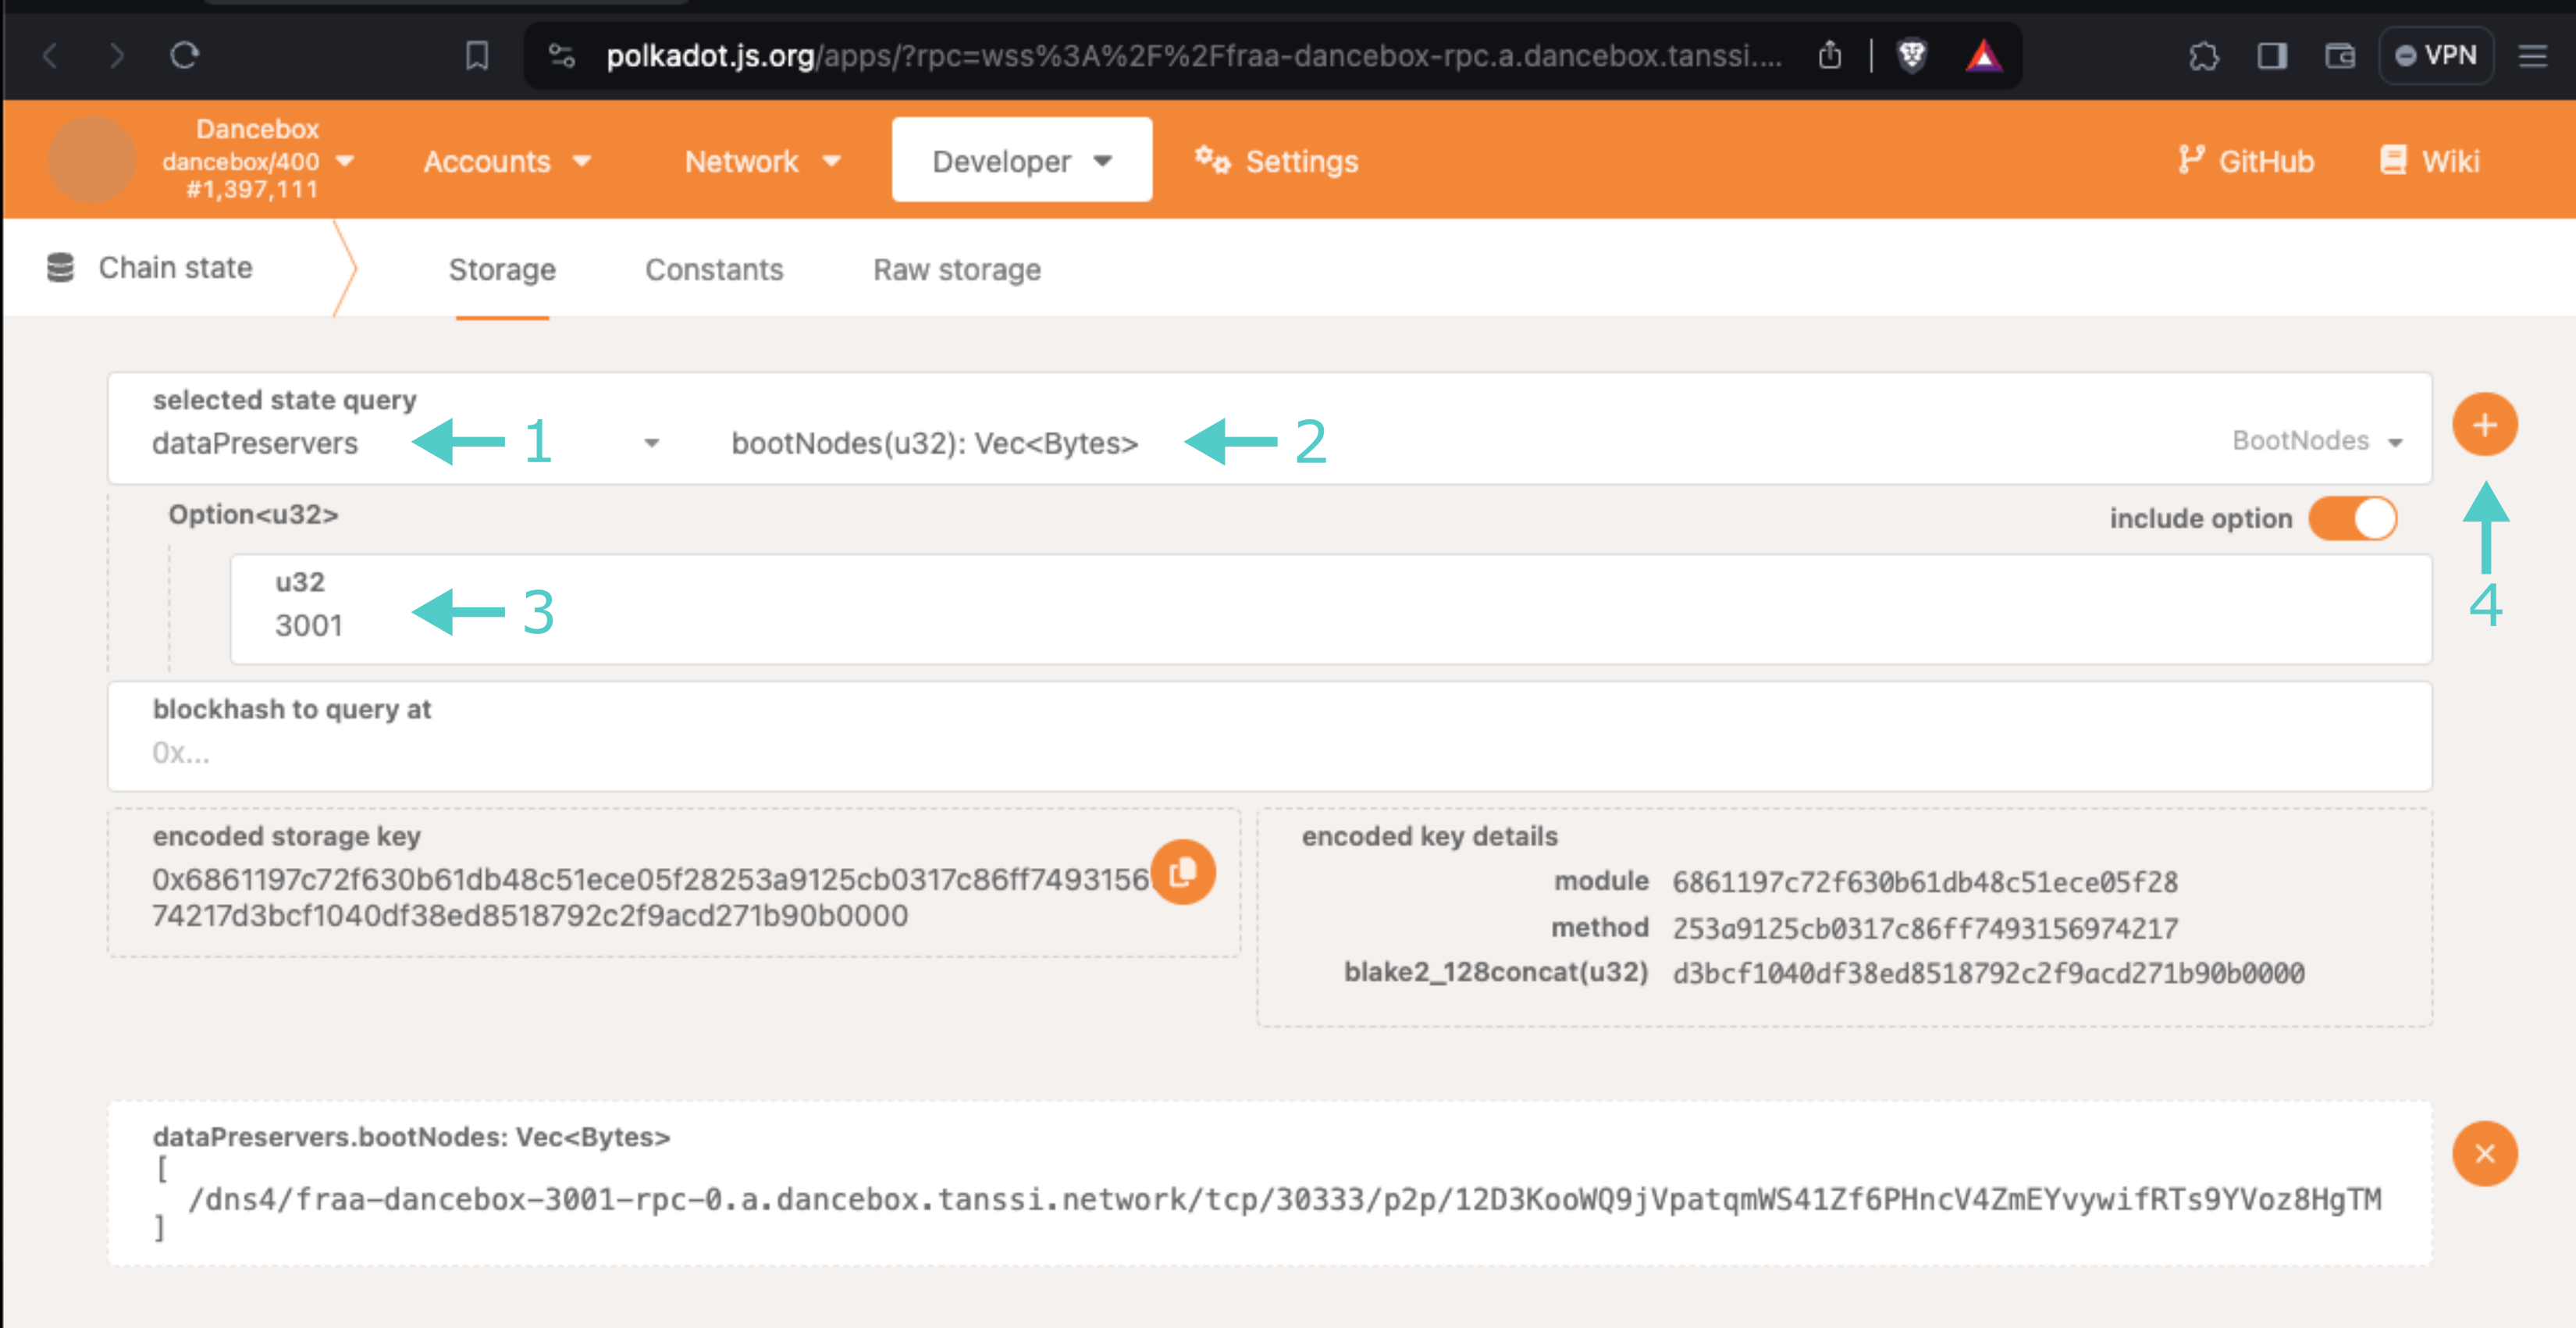 polkadot.js.org/apps/?rpc=wss%3A%2F%2Ffraa-dancebox-rpc.a.dancebox.tanssi....
VPN
Dancebox
dancebox/400
#1,397,111
Accounts
Network
Developer
Settings
GitHub
Wiki
Chain state
Storage
Constants
Raw storage
selected state query
dataPreservers
1
bootNodes(u32): Vec<Bytes>
2
BootNodes
Option<u32>
include option
u32
3001
3
4
blockhash to query at
0x...
encoded storage key
0x6861197c72f630b61db48c51ece05f28253a9125cb0317c86ff7493156
74217d3bcf1040df38ed8518792c2f9acd271b90b0000
encoded key details
module 6861197c72f630b61db48c51ece05f28
method 253a9125cb0317c86ff7493156974217
blake2_128concat(u32) d3bcf1040df38ed8518792c2f9acd271b90b0000
dataPreservers.bootNodes: Vec<Bytes>
[
/dns4/fraa-dancebox-3001-rpc-0.a.dancebox.tanssi.network/tcp/30333/p2p/12D3KooWQ9jVpatqmWS41Zf6PHncV4ZmEYvywifRTs9YVoz8HgTM
]